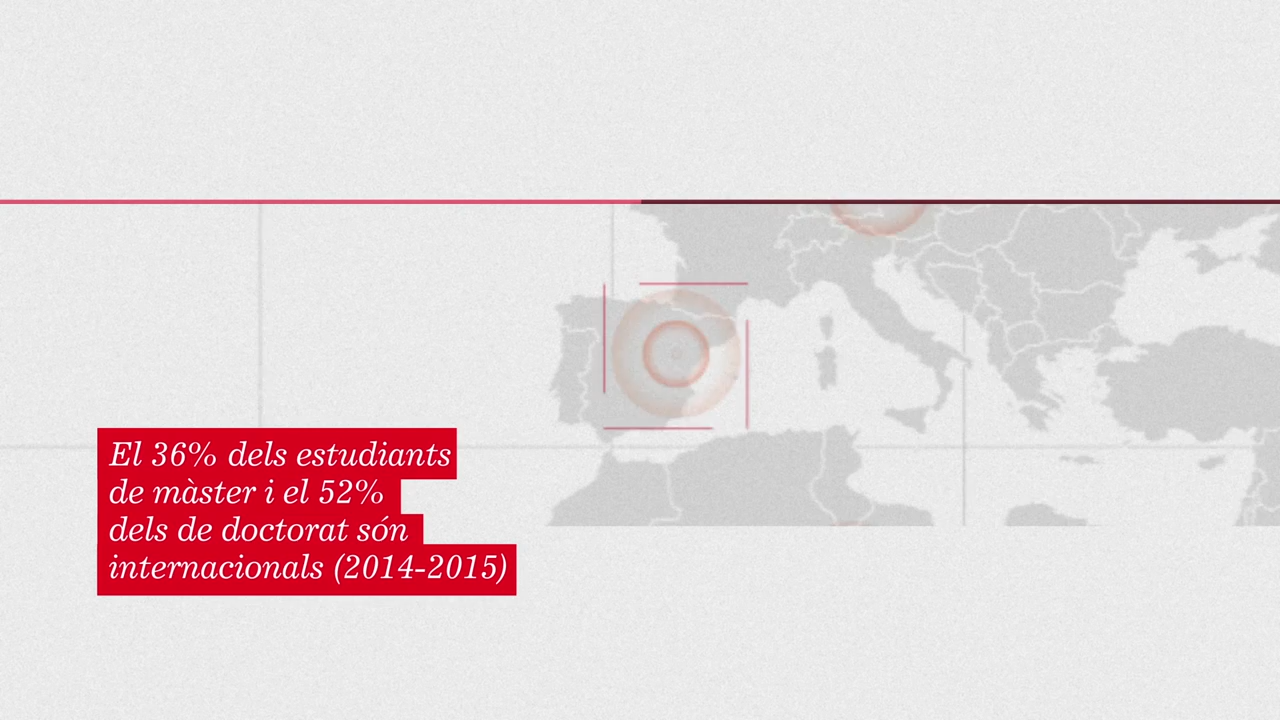 El 36% dels estudiants
de màster i el 52%
dels de doctorat són
internacionals (2014-2015)